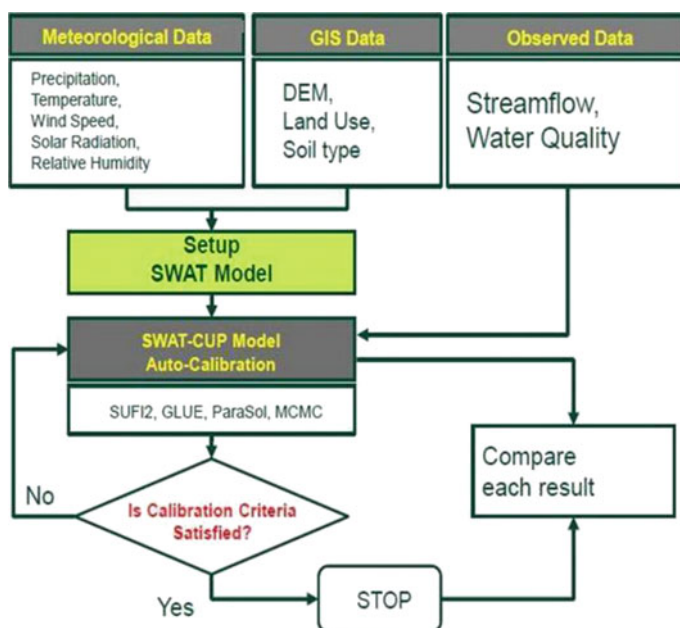 Meteorological Data
Precipitation,
Temperature,
Wind Speed,
Solar Radiation,
Relative Humidity
GIS Data
DEM,
Land Use,
Soil type
Observed Data
Streamflow,
Water Quality
Setup
SWAT Model
SWAT-CUP Model
Auto-Calibration
SUFI2, GLUE, ParaSol, MCMC
No
Is Calibration Criteria
Satisfied?
Compare
each result
Yes
STOP